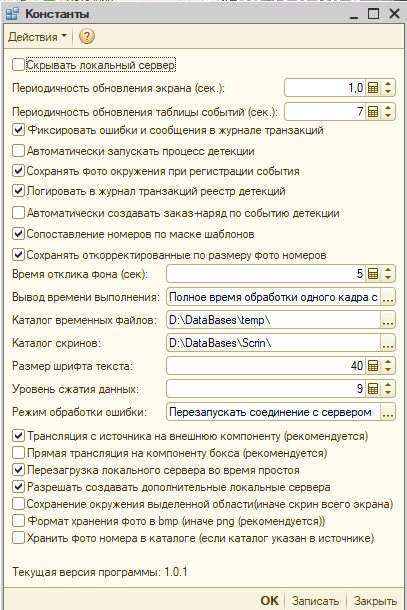 Константы
Действия
Скрывать локальный сервер
Периодичность обновления экрана (сек.): 1,0
Периодичность обновления таблицы событий (сек.): 7
Фиксировать ошибки и сообщения в журнале транзакций
Автоматически запускать процесс детекции
Сохранять фото окружения при регистрации события
Логировать в журнал транзакций реестр детекций
Автоматически создавать заказ-наряд по событию детекции
Сопоставление номеров по маске шаблонов
Сохранять откорректированные по размеру фото номеров
Время отклика фона (сек): 5
Вывод времени выполнения: Полное время обработки одного кадра с ...
Каталог временных файлов: D:\DataBases\temp\ ...
Каталог скринов: D:\DataBases\Scrin\ ...
Размер шрифта текста: 40
Уровень сжатия данных: 9
Режим обработки ошибки: Перезапускать соединение с сервером ...
Трансляция с источника на внешнюю компоненту (рекомендуется)
Прямая трансляция на компоненту бокса (рекомендуется)
Перезагрузка локального сервера во время простоя
Разрешать создавать дополнительные локальные сервера
Сохранение окружения выделенной области(иначе скрин всего экрана)
Формат хранения фото в bmp (иначе png (рекомендуется))
Хранить фото номера в каталоге (если каталог указан в источнике)
Текущая версия программы: 1.0.1
ОК Записать Закрыть